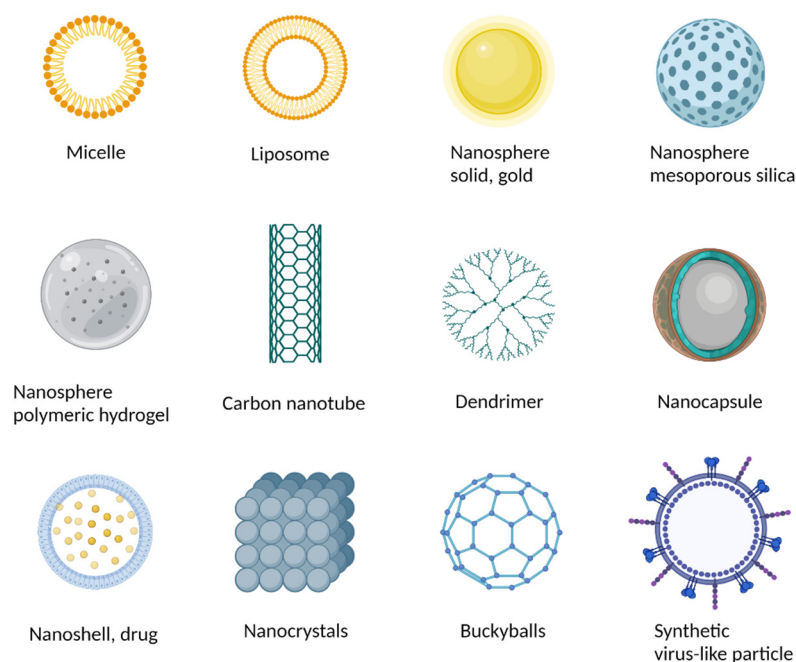 Micelle
Liposome
Nanosphere
solid, gold
Nanosphere
mesoporous silica
Nanosphere
polymeric hydrogel
Carbon nanotube
Dendrimer
Nanocapsule
Nanoshell, drug
Nanocrystals
Buckyballs
Synthetic
virus-like particle